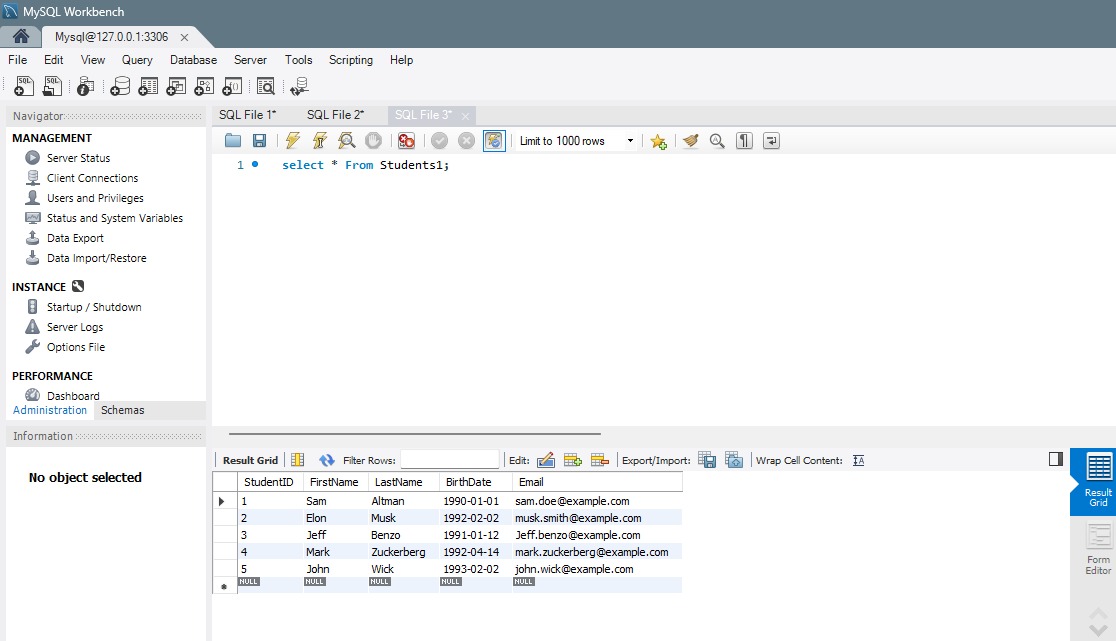 MySQL Workbench
Mysql@127.0.0.1:3306
File Edit View Query Database Server Tools Scripting Help
Navigator
MANAGEMENT
Server Status
Client Connections
Users and Privileges
Status and System Variables
Data Export
Data Import/Restore
INSTANCE
Startup / Shutdown
Server Logs
Options File
PERFORMANCE
Dashboard
Administration Schemas
Information
No object selected
SQL File 1* SQL File 2* SQL File 3*
Limit to 1000 rows
1 select * From Students1;
Result Grid Filter Rows: Edit: Export/Import: Wrap Cell Content:
StudentID FirstName LastName BirthDate Email
1 Sam Altman 1990-01-01 sam.doe@example.com
2 Elon Musk 1992-02-02 musk.smith@example.com
3 Jeff Benzo 1991-01-12 Jeff.benzo@example.com
4 Mark Zuckerberg 1992-04-14 mark.zuckerberg@example.com
5 John Wick 1993-02-02 john.wick@example.com
NULL NULL NULL NULL NULL
Result
Grid
Form
Editor